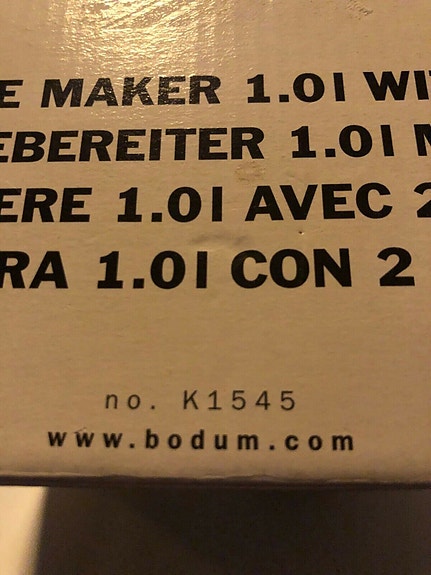 E MAKER 1.0l WI
EBEREITER 1.0l M
ERE 1.0l AVEC 2
RA 1.0l CON 2
no. K1545
www.bodum.com